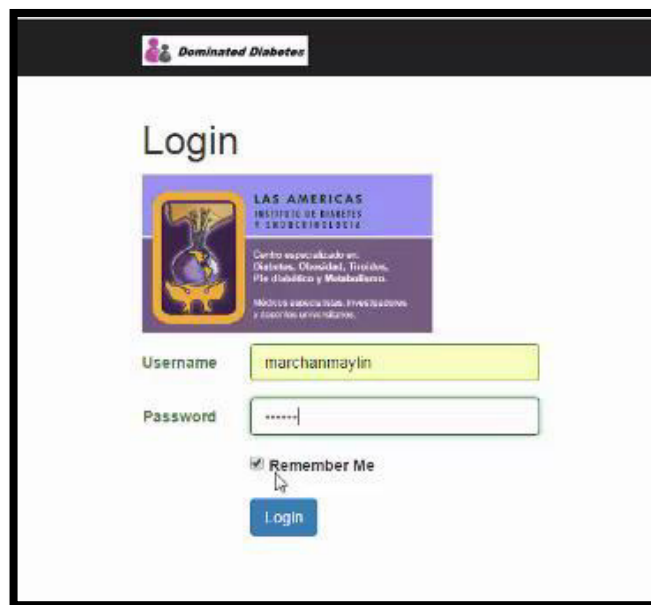 Dominated Diabetes
Login
LAS AMERICAS
INSTITUTO DE DIABETES
Y ENDOCRINOLOGIA
Centro especializado en:
Diabetes, Obesidad, Tiroides,
Pie diabético y Metabolismo.
Médicos especialistas, Investigadores
y docentes universitarios.
Username
marchanmaylin
Password
••••••
Remember Me
Login